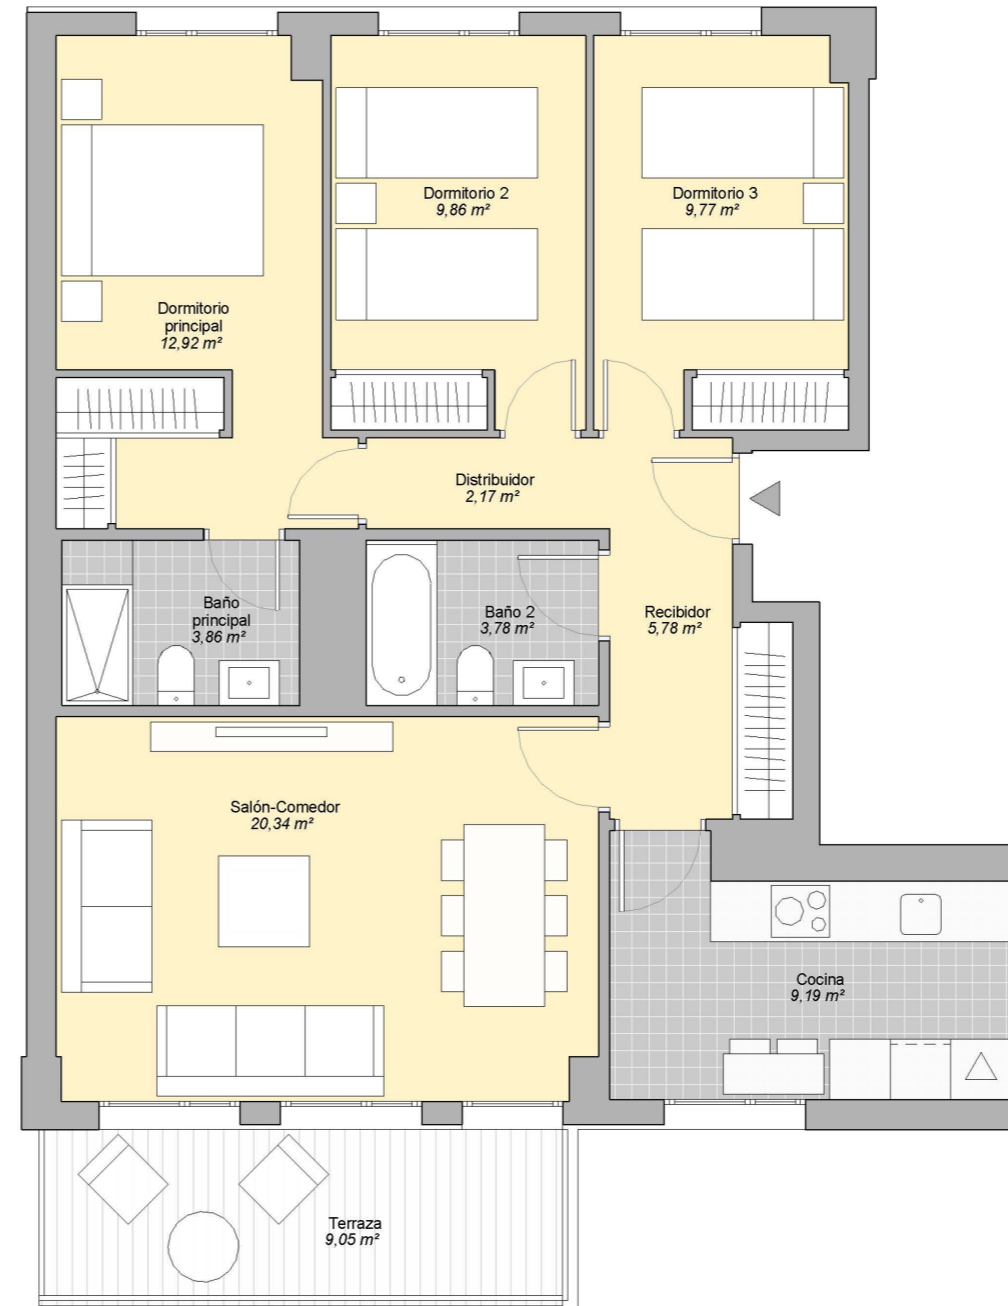 Dormitorio 2
9,86 m²
Dormitorio 3
9,77 m²
Dormitorio
principal
12,92 m²
Distribuidor
2,17 m²
Baño
principal
3,86 m²
Baño 2
3,78 m²
Recibidor
5,78 m²
Salón-Comedor
20,34 m²
Cocina
9,19 m²
Terraza
9,05 m²